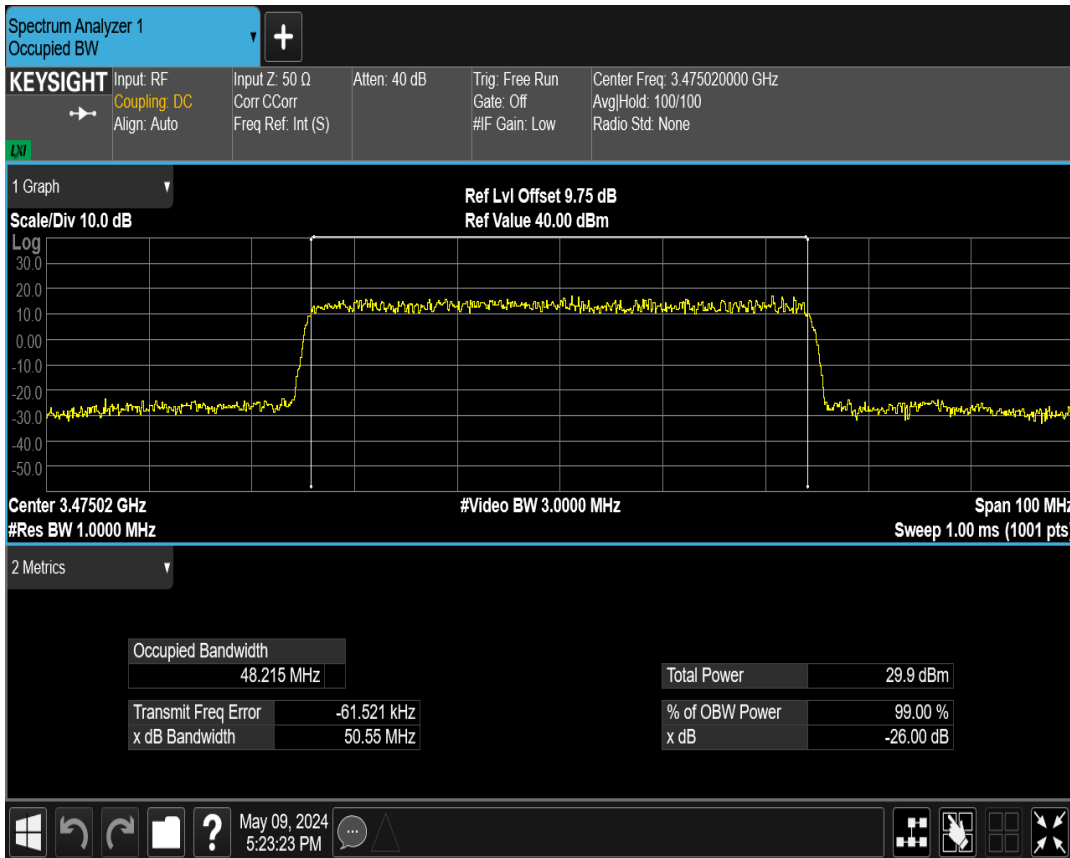 Spectrum Analyzer 1
Occupied BW
+
KEYSIGHT
LXI
Input: RF
Coupling: DC
Align: Auto
Input Z: 50 Ω
Corr CCorr
Freq Ref: Int (S)
Atten: 40 dB
Trig: Free Run
Gate: Off
#IF Gain: Low
Center Freq: 3.475020000 GHz
Avg|Hold: 100/100
Radio Std: None
1 Graph
Scale/Div 10.0 dB
Ref Lvl Offset 9.75 dB
Ref Value 40.00 dBm
Log
30.0
20.0
10.0
0.00
-10.0
-20.0
-30.0
-40.0
-50.0
Center 3.47502 GHz
#Video BW 3.0000 MHz
Span 100 MHz
#Res BW 1.0000 MHz
Sweep 1.00 ms (1001 pts)
2 Metrics
Occupied Bandwidth
48.215 MHz
Total Power 29.9 dBm
Transmit Freq Error -61.521 kHz
% of OBW Power 99.00 %
x dB Bandwidth 50.55 MHz
x dB -26.00 dB
?
May 09, 2024
5:23:23 PM